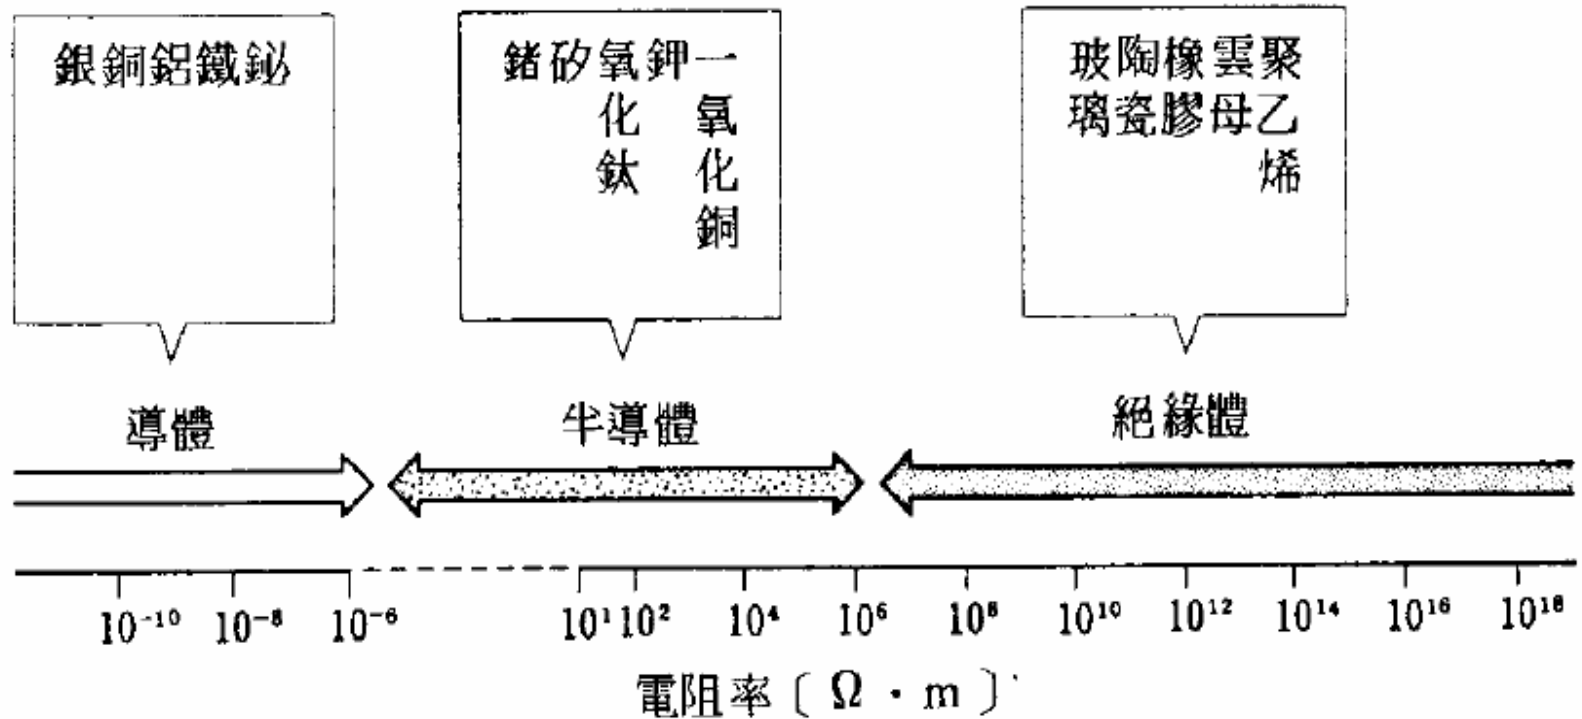 銀銅鋁鐵鉍
鍺
矽
氧化鈦
鉀
一氧化銅
玻璃
陶瓷
橡膠
雲母
聚乙烯
導體
半導體
絕緣體
10⁻¹⁰ 10⁻⁸ 10⁻⁶ 10¹ 10² 10⁴ 10⁶ 10⁸ 10¹⁰ 10¹² 10¹⁴ 10¹⁶ 10¹⁸
電阻率〔Ω・m〕